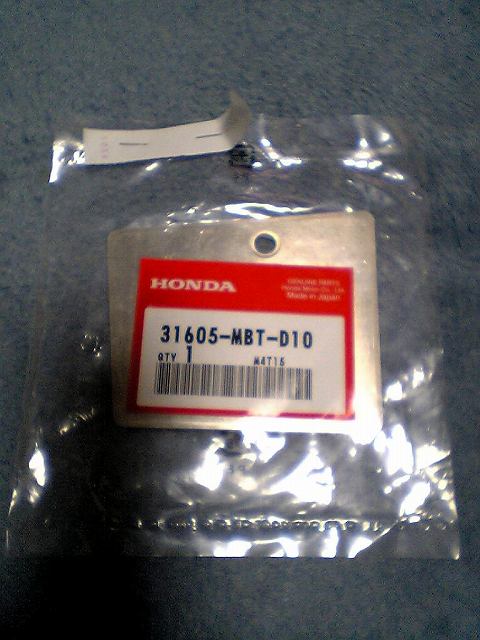 HONDA
GENUINE PARTS
Honda Motor Co., Ltd.
Made in Japan
31605-MBT-D10
QTY 1 M4T15